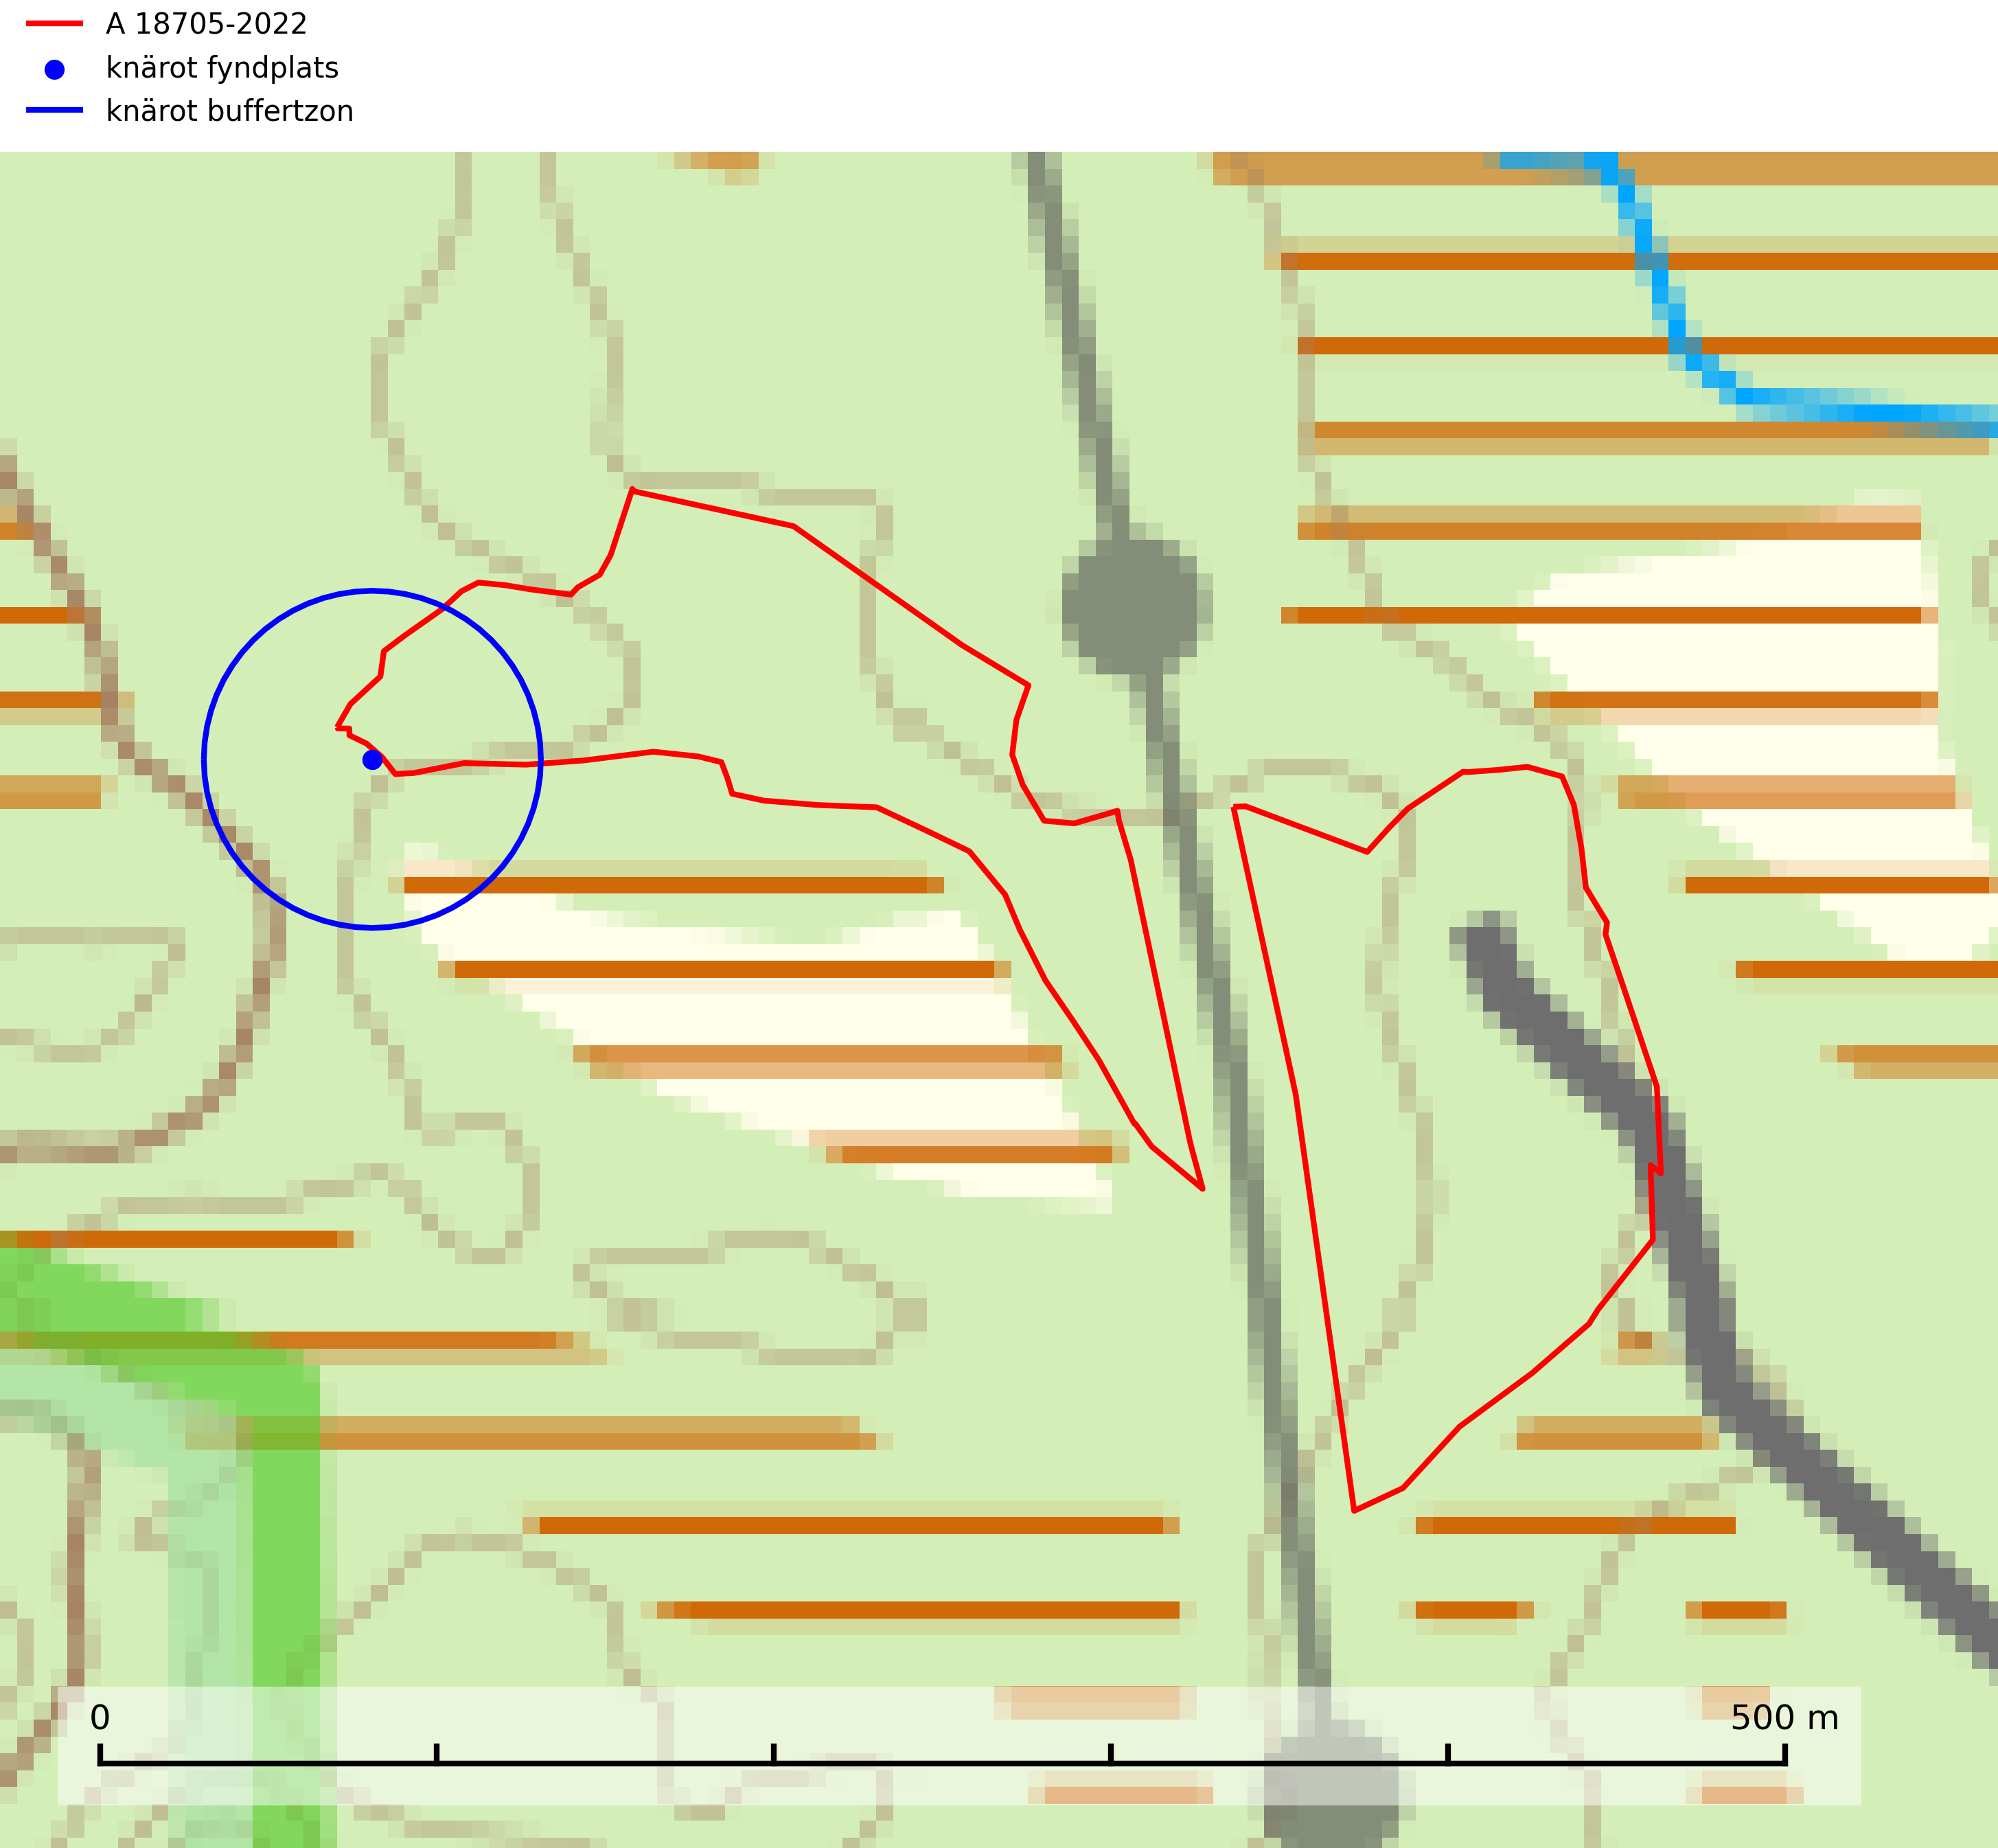 A 18705-2022
knärot fyndplats
knärot buffertzon
0
500 m